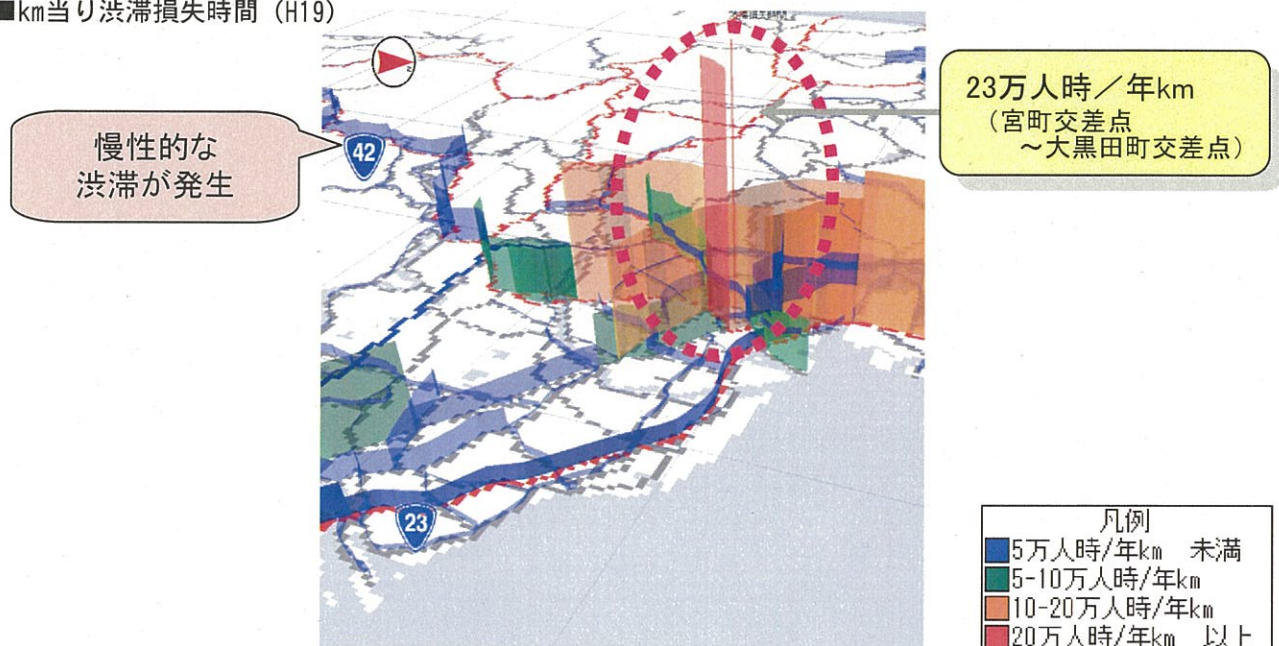 ■km当り渋滞損失時間（H19）
慢性的な
渋滞が発生
42
23万人時／年km
（宮町交差点
～大黒田町交差点）
23
凡例
5万人時/年km 未満
5-10万人時/年km
10-20万人時/年km
20万人時/年km 以上